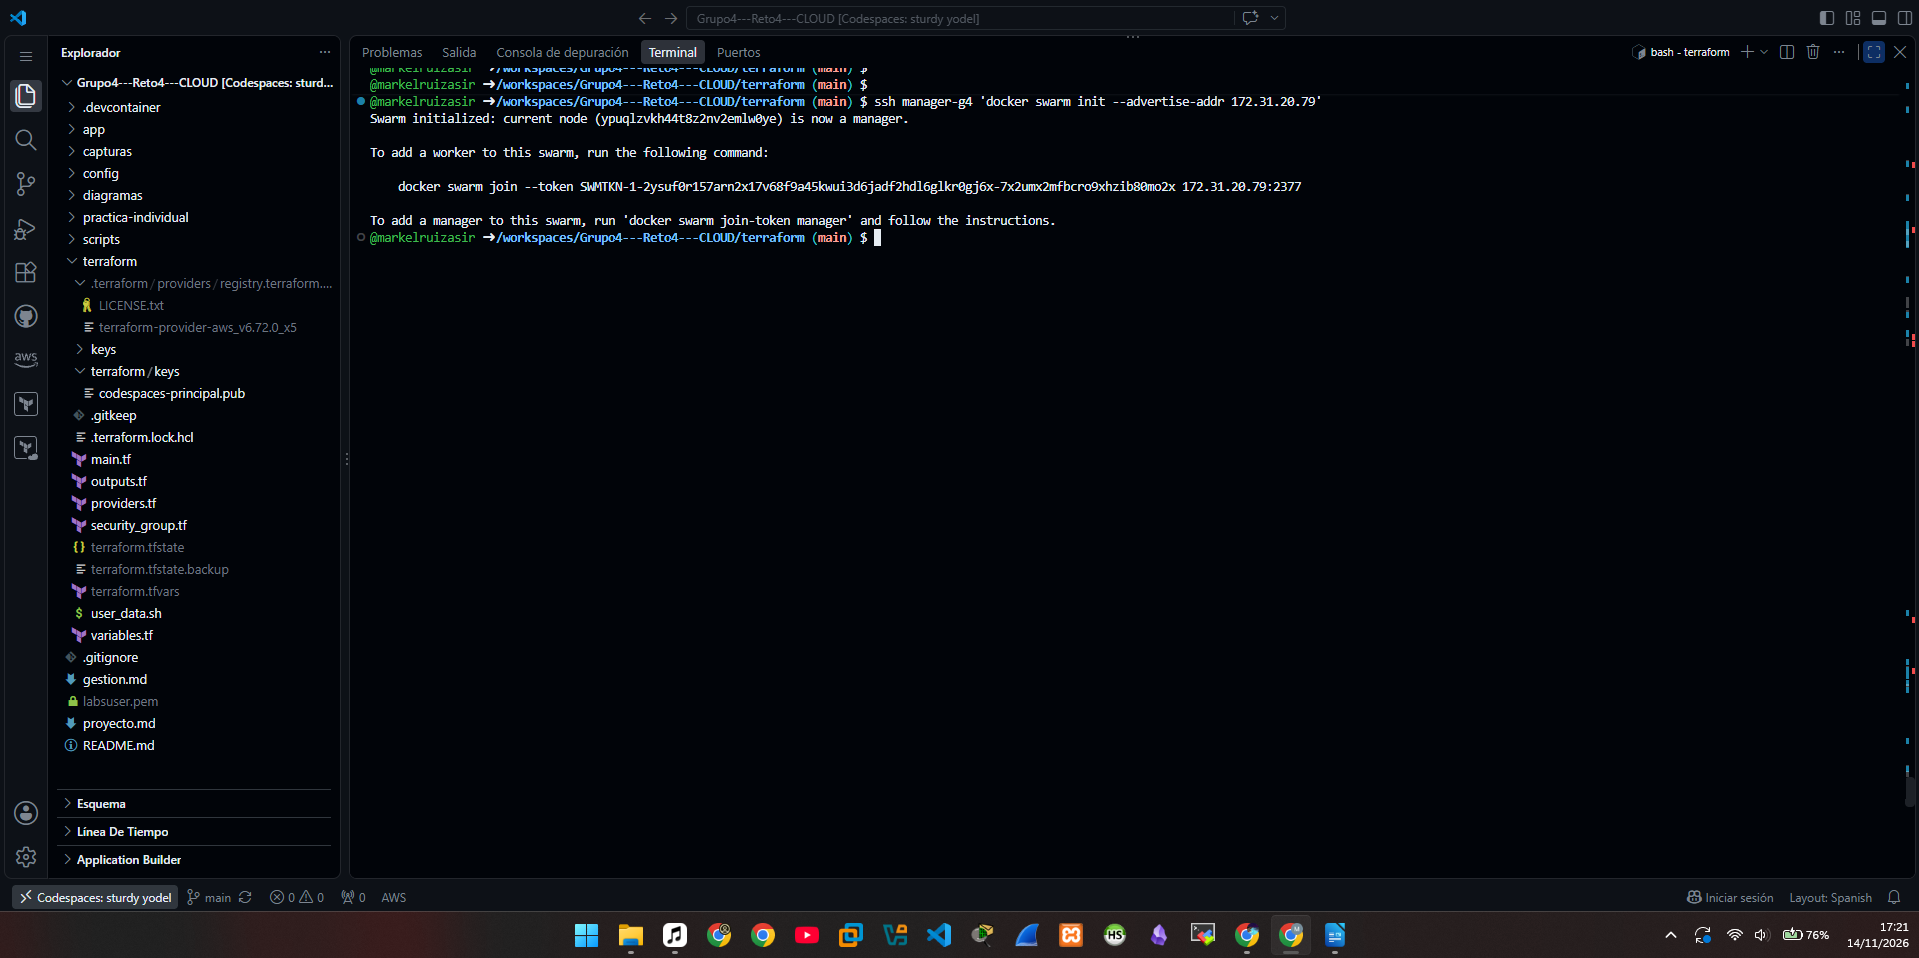 Grupo4---Reto4---CLOUD [Codespaces: sturdy yodel]
Explorador
Grupo4---Reto4---CLOUD [Codespaces: sturd...
.devcontainer
app
capturas
config
diagramas
practica-individual
scripts
terraform
.terraform / providers / registry.terraform....
LICENSE.txt
terraform-provider-aws_v6.72.0_x5
keys
terraform / keys
codespaces-principal.pub
.gitkeep
.terraform.lock.hcl
main.tf
outputs.tf
providers.tf
security_group.tf
terraform.tfstate
terraform.tfstate.backup
terraform.tfvars
user_data.sh
variables.tf
.gitignore
gestion.md
labsuser.pem
proyecto.md
README.md
Esquema
Línea De Tiempo
Application Builder
aws
Problemas Salida Consola de depuración Terminal Puertos
bash - terraform
@markelruizasir ➜/workspaces/Grupo4---Reto4---CLOUD/terraform (main) $
@markelruizasir ➜/workspaces/Grupo4---Reto4---CLOUD/terraform (main) $
@markelruizasir ➜/workspaces/Grupo4---Reto4---CLOUD/terraform (main) $ ssh manager-g4 'docker swarm init --advertise-addr 172.31.20.79'
Swarm initialized: current node (ypuqlzvkh44t8z2nv2emlw0ye) is now a manager.
To add a worker to this swarm, run the following command:
docker swarm join --token SWMTKN-1-2ysuf0r157arn2x17v68f9a45kwui3d6jadf2hdl6glkr0gj6x-7x2umx2mfbcro9xhzib80mo2x 172.31.20.79:2377
To add a manager to this swarm, run 'docker swarm join-token manager' and follow the instructions.
@markelruizasir ➜/workspaces/Grupo4---Reto4---CLOUD/terraform (main) $
Codespaces: sturdy yodel main 0 0 0 AWS
Iniciar sesión Layout: Spanish
HS
M
76%
17:21
14/11/2026